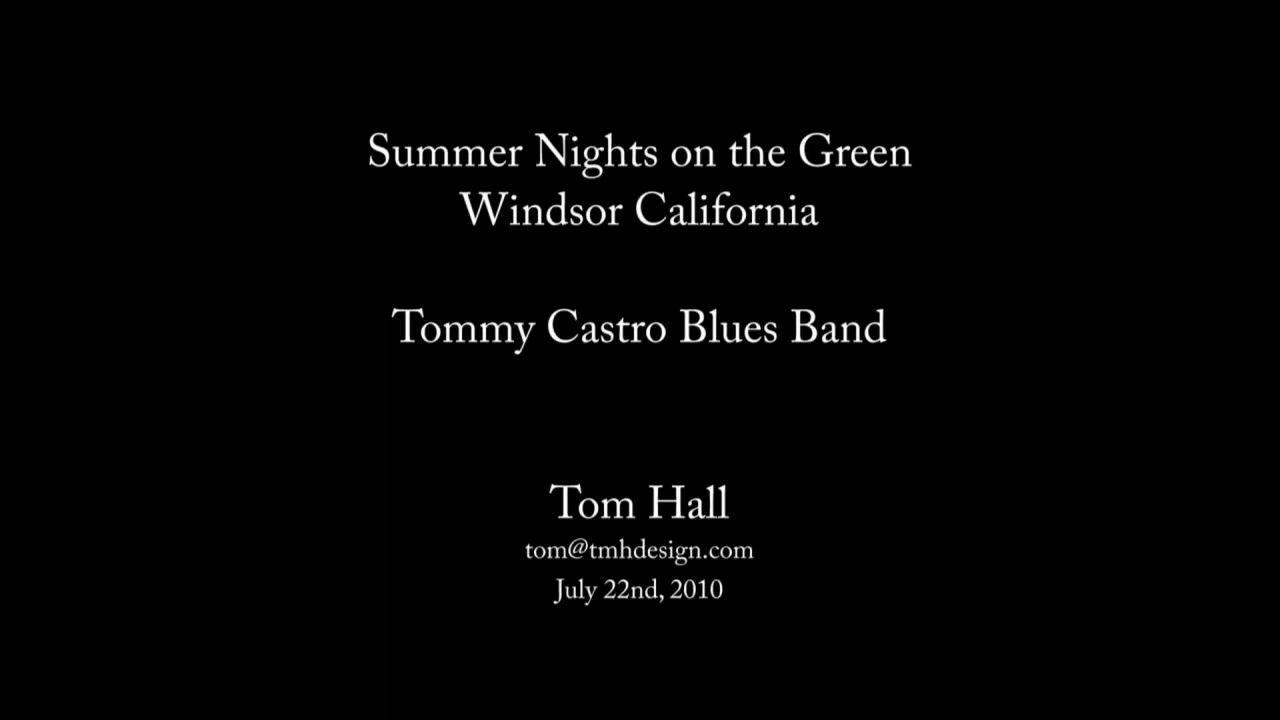 Summer Nights on the Green
Windsor California
Tommy Castro Blues Band
Tom Hall
tom@tmhdesign.com
July 22nd, 2010